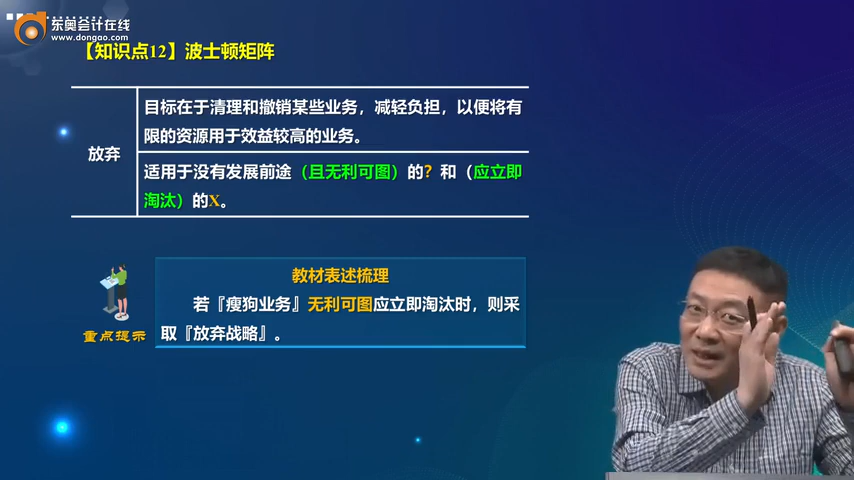 东奥会计在线
www.dongao.com
【知识点12】波士顿矩阵
放弃
目标在于清理和撤销某些业务，减轻负担，以便将有
限的资源用于效益较高的业务。
适用于没有发展前途（且无利可图）的？和（应立即
淘汰）的X。
重点提示
教材表述梳理
若『瘦狗业务』无利可图应立即淘汰时，则采
取『放弃战略』。